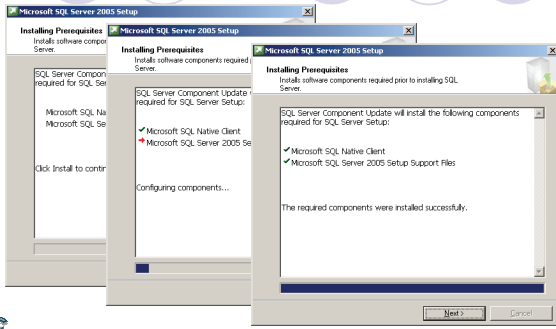 Microsoft SQL Server 2005 Setup
Installing Prerequisites
Installs software compor
Server.
SQL Server Compon
required for SQL Ser
Microsoft SQL Na
Microsoft SQL Se
Click Install to contin
Microsoft SQL Server 2005 Setup
Installing Prerequisites
Installs software components required p
Server.
SQL Server Component Update
required for SQL Server Setup:
Microsoft SQL Native Client
Microsoft SQL Server 2005 Se
Configuring components...
Microsoft SQL Server 2005 Setup
Installing Prerequisites
Installs software components required prior to installing SQL
Server.
SQL Server Component Update will install the following components
required for SQL Server Setup:
Microsoft SQL Native Client
Microsoft SQL Server 2005 Setup Support Files
The required components were installed successfully.
Next >
Cancel